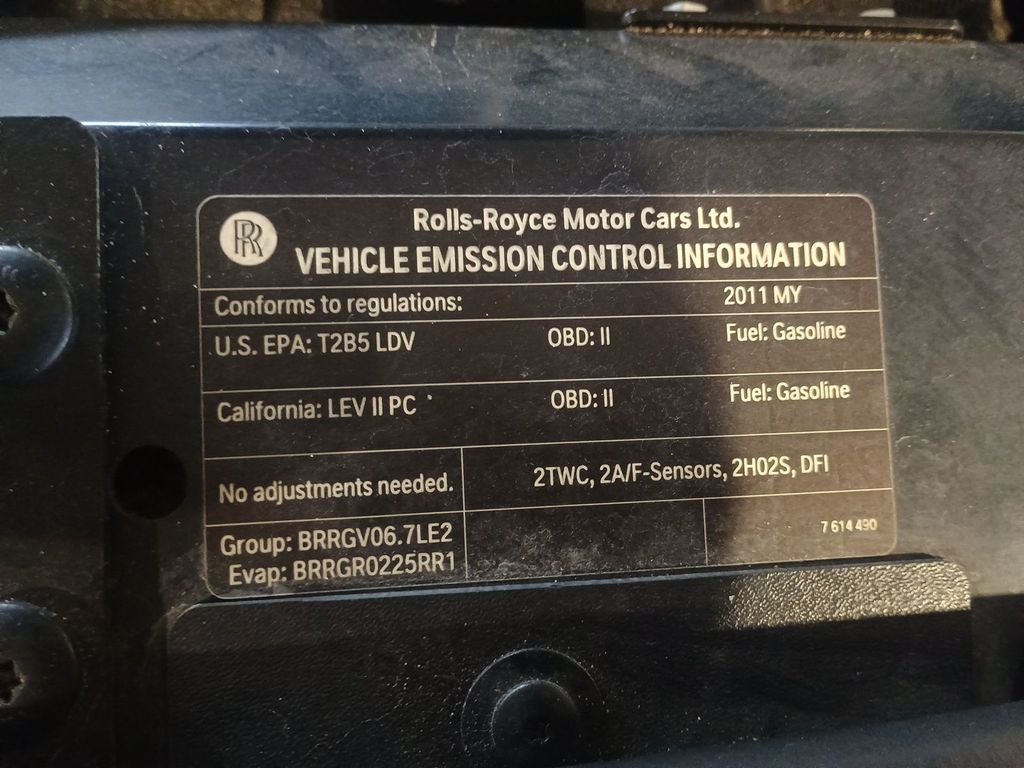 RR
Rolls-Royce Motor Cars Ltd.
VEHICLE EMISSION CONTROL INFORMATION
Conforms to regulations: 2011 MY
U.S. EPA: T2B5 LDV OBD: II Fuel: Gasoline
California: LEV II PC OBD: II Fuel: Gasoline
No adjustments needed. 2TWC, 2A/F-Sensors, 2HO2S, DFI
Group: BRRGV06.7LE2 7 614 490
Evap: BRRGR0225RR1